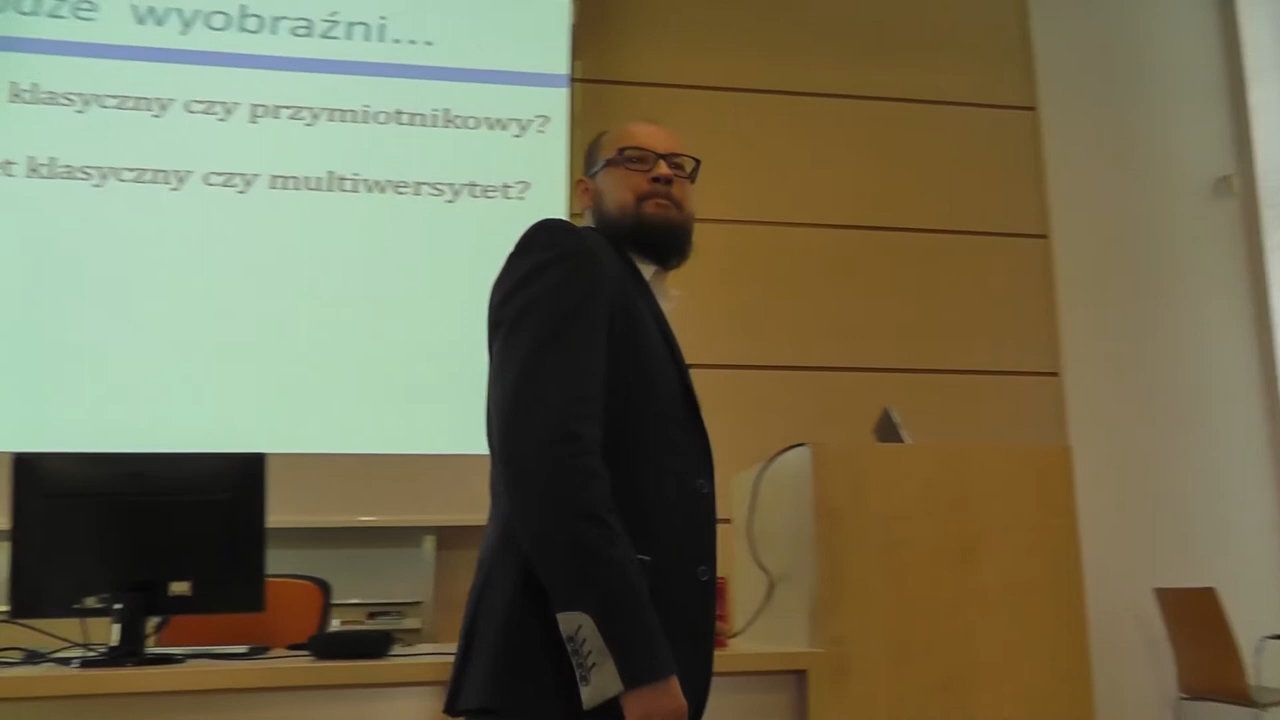 wyobraźni...
klasyczny czy przymiotnikowy?
klasyczny czy multiwersytet?